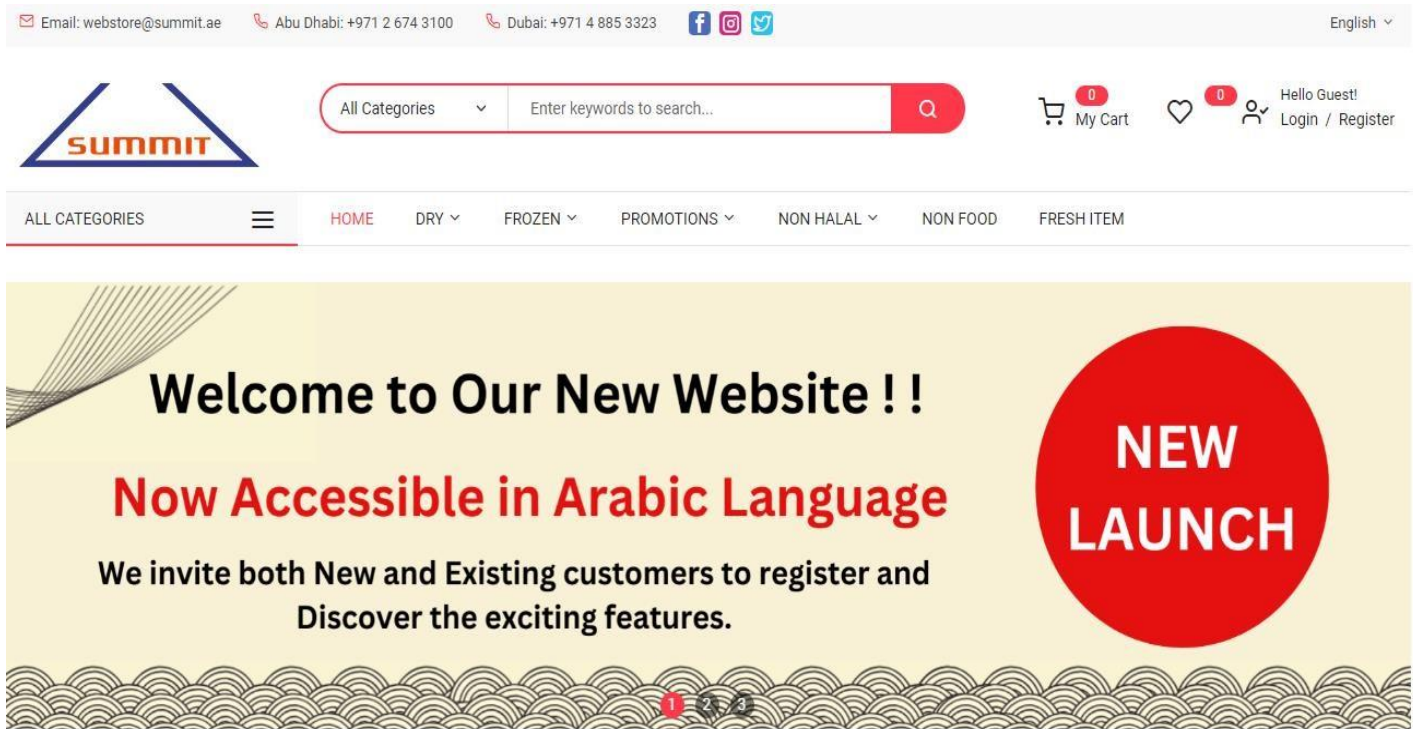 Email: webstore@summit.ae Abu Dhabi: +971 2 674 3100 Dubai: +971 4 885 3323 English
SUMMIT
All Categories Enter keywords to search...
0 My Cart
0
Hello Guest!
Login / Register
ALL CATEGORIES HOME DRY FROZEN PROMOTIONS NON HALAL NON FOOD FRESH ITEM
Welcome to Our New Website ! !
Now Accessible in Arabic Language
We invite both New and Existing customers to register and
Discover the exciting features.
NEW
LAUNCH
1 2 3